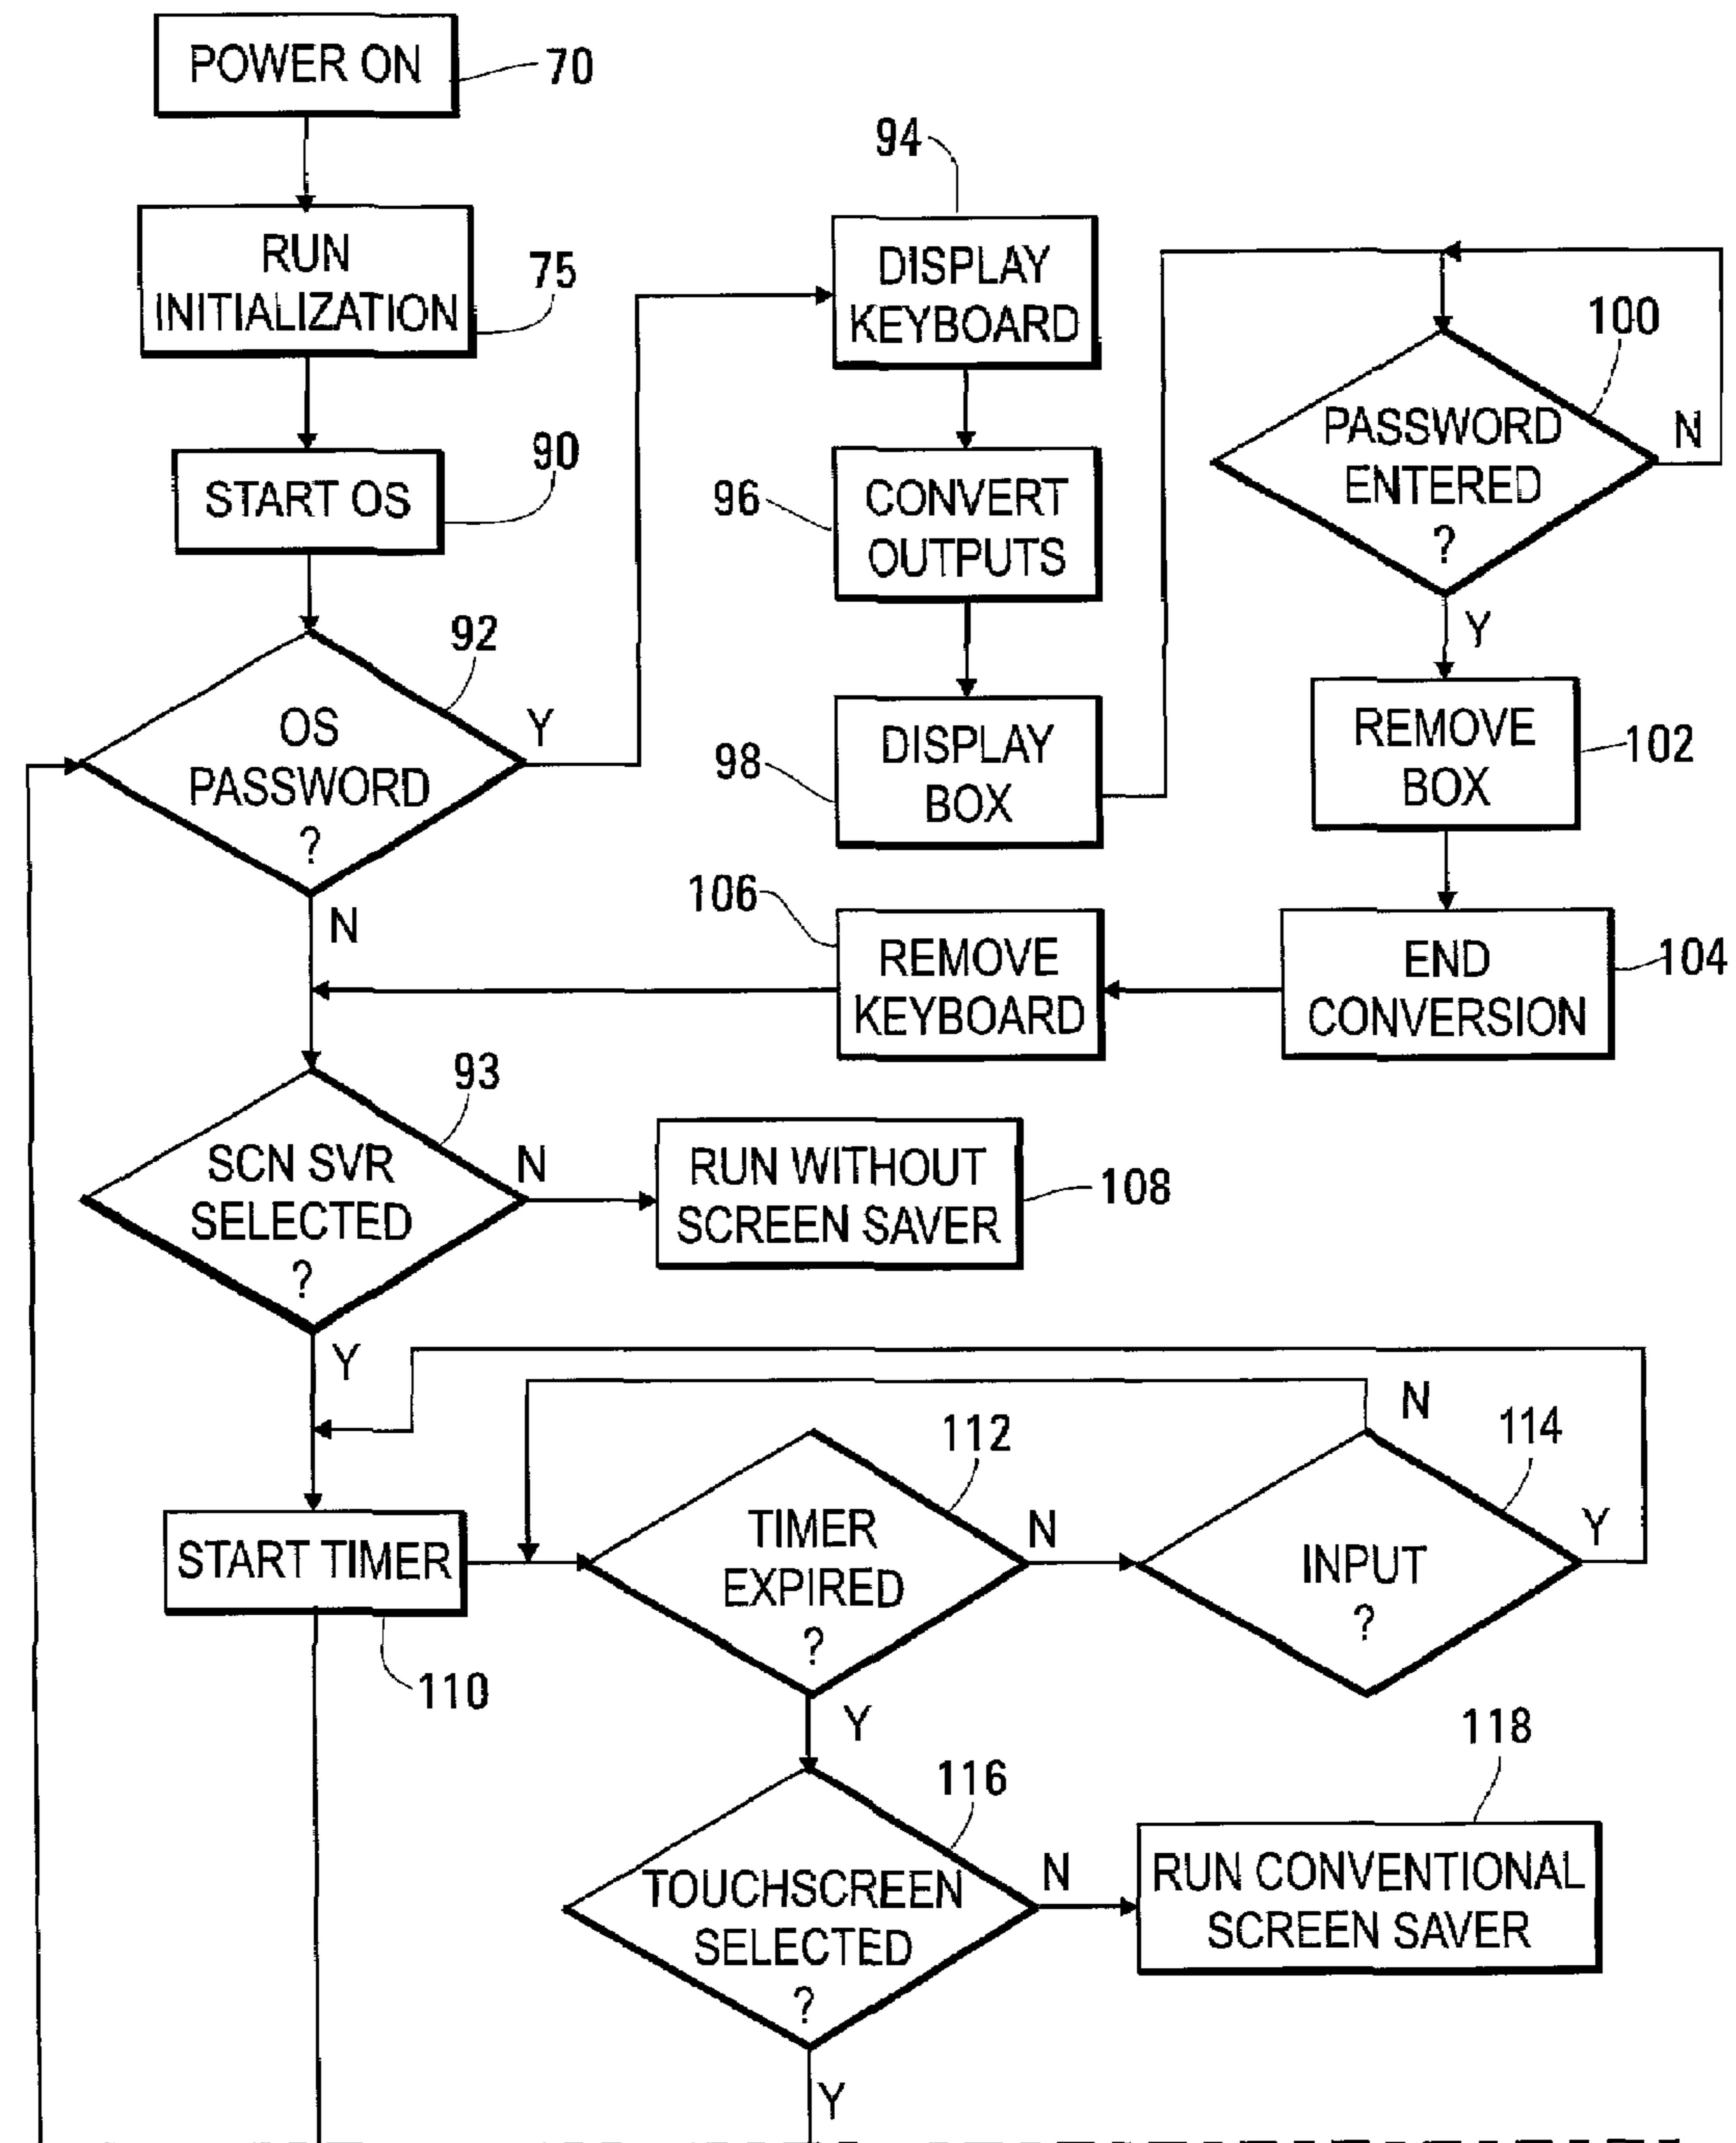 POWER ON
70
RUN
INITIALIZATION
75
START OS
90
OS
PASSWORD
?
92
Y
N
94
DISPLAY
KEYBOARD
96
CONVERT
OUTPUTS
98
DISPLAY
BOX
100
PASSWORD
ENTERED
?
N
Y
REMOVE
BOX
102
END
CONVERSION
104
106
REMOVE
KEYBOARD
93
SCN SVR
SELECTED
?
N
Y
RUN WITHOUT
SCREEN SAVER
108
START TIMER
110
112
TIMER
EXPIRED
?
N
Y
114
INPUT
?
N
Y
116
TOUCHSCREEN
SELECTED
?
N
Y
118
RUN CONVENTIONAL
SCREEN SAVER